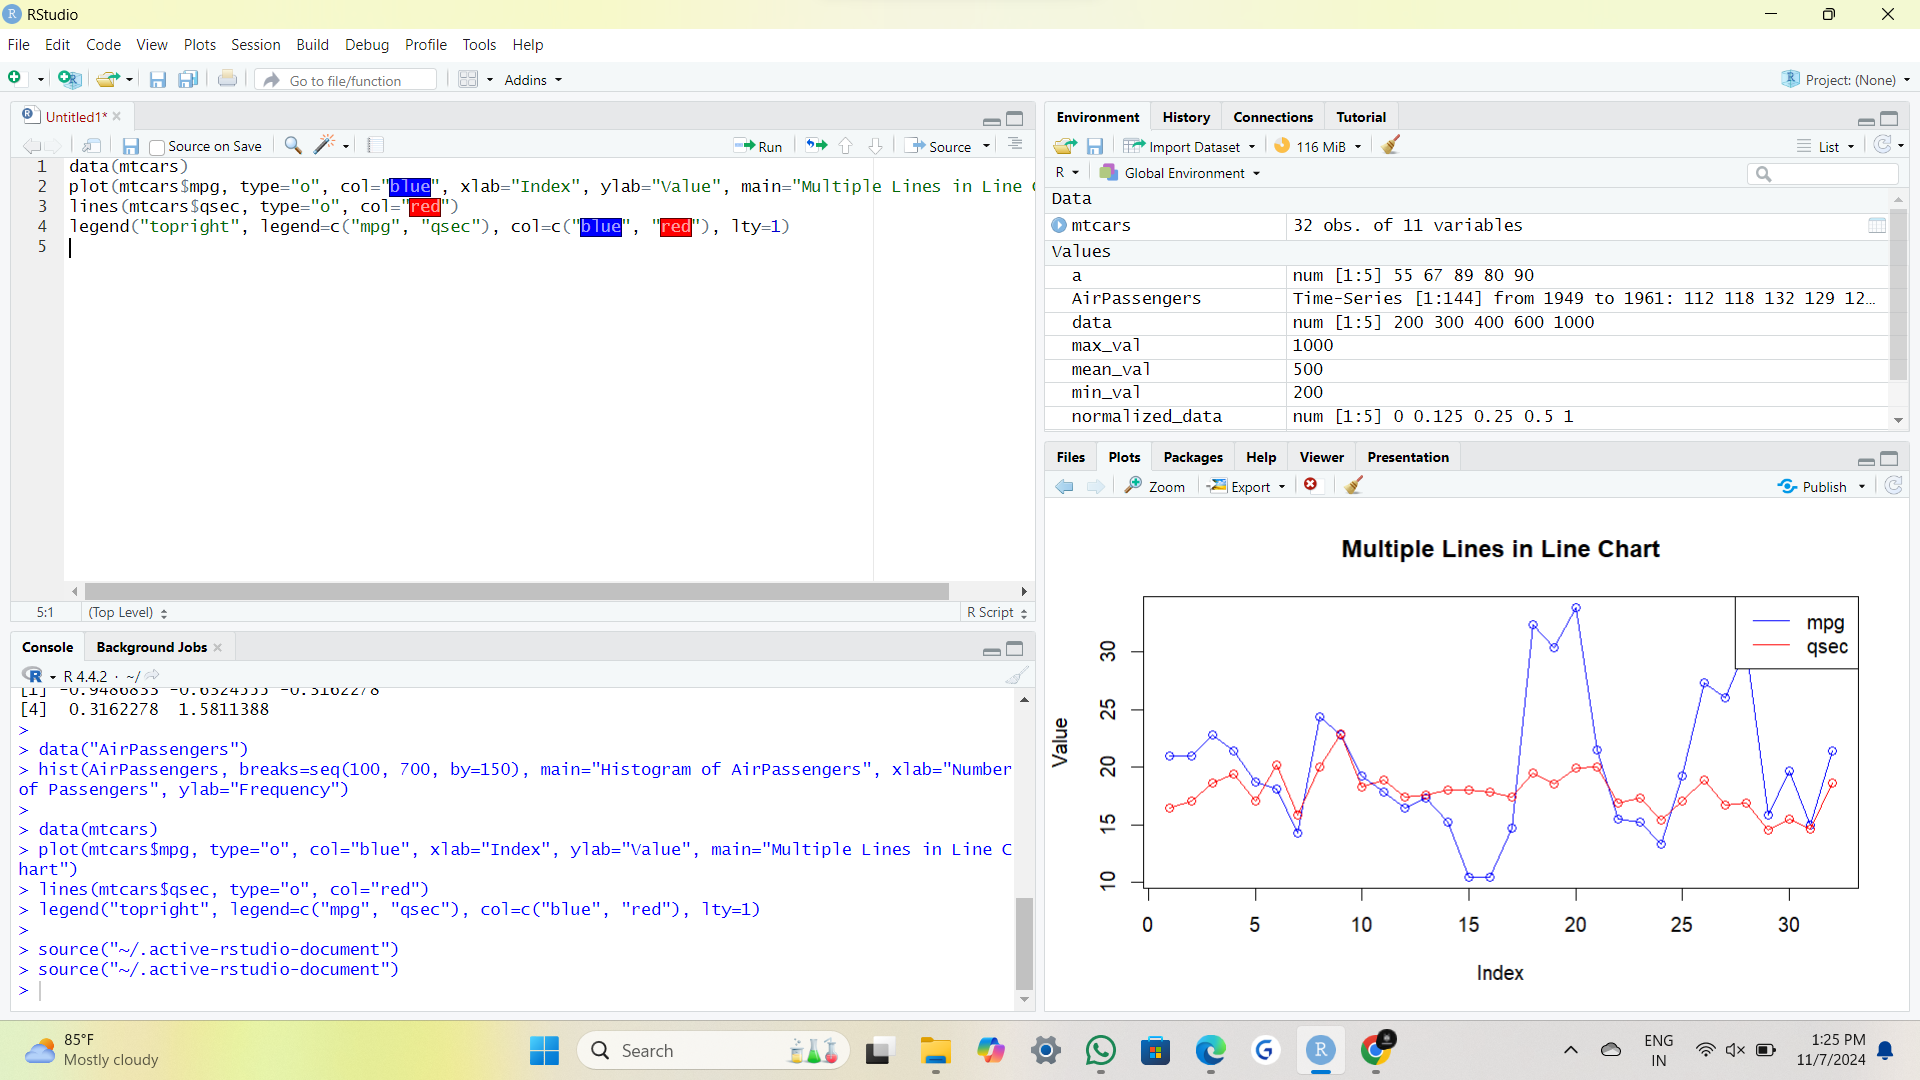 RStudio
File Edit Code View Plots Session Build Debug Profile Tools Help
Go to file/function Addins Project: (None)
Untitled1*
Source on Save Run Source
1 data(mtcars)
2 plot(mtcars$mpg, type="o", col="blue", xlab="Index", ylab="Value", main="Multiple Lines in Line
3 lines(mtcars$qsec, type="o", col="red")
4 legend("topright", legend=c("mpg", "qsec"), col=c("blue", "red"), lty=1)
5
5:1 (Top Level) R Script
Console Background Jobs
R 4.4.2 · ~/
[1] -0.9486833 -0.6324555 -0.3162278
[4] 0.3162278 1.5811388
>
> data("AirPassengers")
> hist(AirPassengers, breaks=seq(100, 700, by=150), main="Histogram of AirPassengers", xlab="Number
of Passengers", ylab="Frequency")
>
> data(mtcars)
> plot(mtcars$mpg, type="o", col="blue", xlab="Index", ylab="Value", main="Multiple Lines in Line C
hart")
> lines(mtcars$qsec, type="o", col="red")
> legend("topright", legend=c("mpg", "qsec"), col=c("blue", "red"), lty=1)
>
> source("~/.active-rstudio-document")
> source("~/.active-rstudio-document")
>
Environment History Connections Tutorial
Import Dataset 116 MiB List
R Global Environment
Data
mtcars 32 obs. of 11 variables
Values
a num [1:5] 55 67 89 80 90
AirPassengers Time-Series [1:144] from 1949 to 1961: 112 118 132 129 12…
data num [1:5] 200 300 400 600 1000
max_val 1000
mean_val 500
min_val 200
normalized_data num [1:5] 0 0.125 0.25 0.5 1
Files Plots Packages Help Viewer Presentation
Zoom Export Publish
Multiple Lines in Line Chart
mpg
qsec
Value
30
25
20
15
10
0 5 10 15 20 25 30
Index
85°F
Mostly cloudy
Search
ENG
IN
1:25 PM
11/7/2024